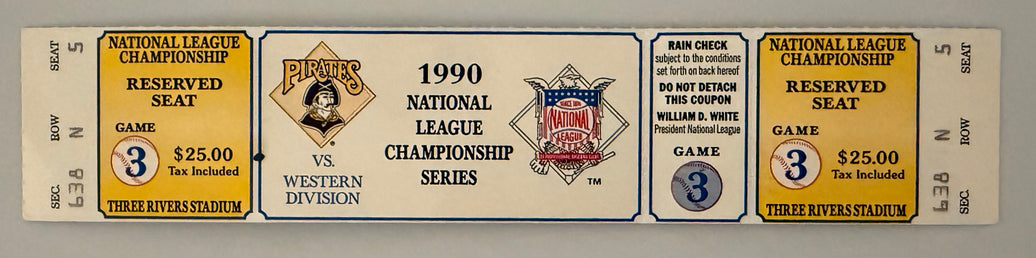 SEAT 5
ROW N
SEC. 638
NATIONAL LEAGUE
CHAMPIONSHIP
RESERVED
SEAT
GAME
3
$25.00
Tax Included
THREE RIVERS STADIUM
PIRATES
VS.
WESTERN
DIVISION
1990
NATIONAL
LEAGUE
CHAMPIONSHIP
SERIES
SINCE 1876
NATIONAL
LEAGUE
TM
RAIN CHECK
subject to the conditions
set forth on back hereof
DO NOT DETACH
THIS COUPON
WILLIAM D. WHITE
President National League
GAME
3
NATIONAL LEAGUE
CHAMPIONSHIP
RESERVED
SEAT
GAME
3
$25.00
Tax Included
THREE RIVERS STADIUM
SEAT 5
ROW N
SEC. 638